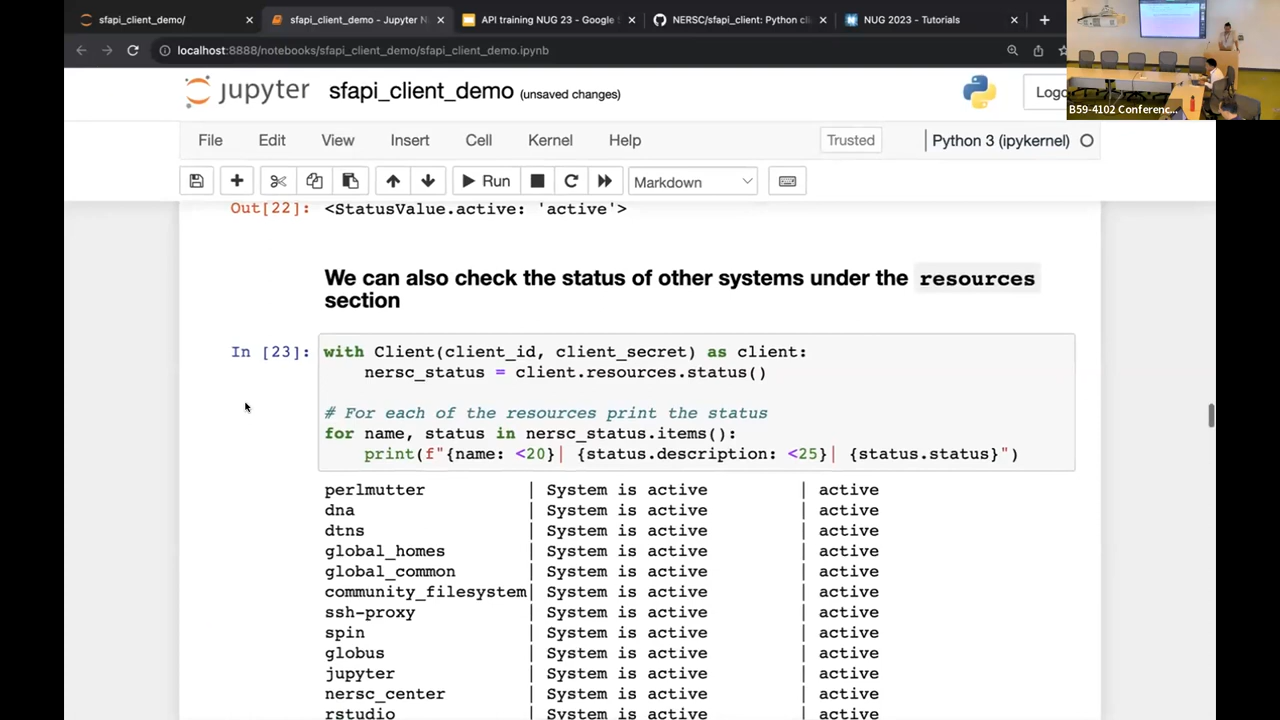 sfapi_client_demo/
sfapi_client_demo - Jupyter N
API training NUG 23 - Google S
NERSC/sfapi_client: Python cli
NUG 2023 - Tutorials
localhost:8888/notebooks/sfapi_client_demo/sfapi_client_demo.ipynb
B59-4102 Conferenc...
jupyter sfapi_client_demo (unsaved changes)
Logo
File Edit View Insert Cell Kernel Help
Trusted
Python 3 (ipykernel)
Run
Markdown
Out[22]: <StatusValue.active: 'active'>
We can also check the status of other systems under the resources
section
In [23]: with Client(client_id, client_secret) as client:
nersc_status = client.resources.status()
# For each of the resources print the status
for name, status in nersc_status.items():
print(f"{name: <20}| {status.description: <25}| {status.status}")
perlmutter | System is active | active
dna | System is active | active
dtns | System is active | active
global_homes | System is active | active
global_common | System is active | active
community_filesystem| System is active | active
ssh-proxy | System is active | active
spin | System is active | active
globus | System is active | active
jupyter | System is active | active
nersc_center | System is active | active
rstudio | System is active | active